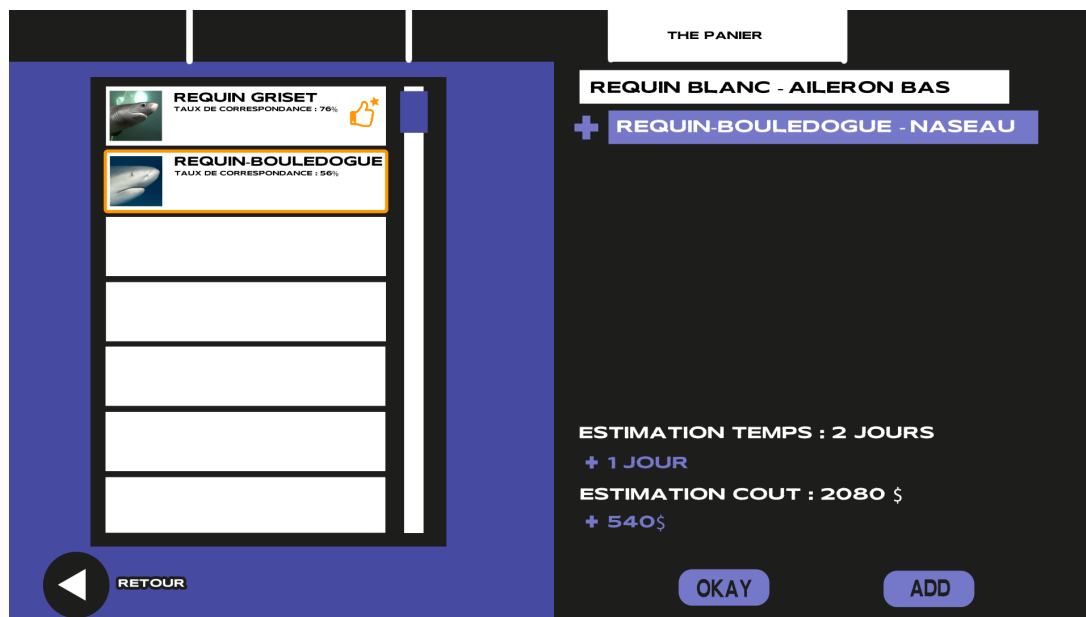 THE PANIER
REQUIN GRISET
TAUX DE CORRESPONDANCE : 76%
REQUIN-BOULEDOGUE
TAUX DE CORRESPONDANCE : 56%
RETOUR
REQUIN BLANC - AILERON BAS
REQUIN-BOULEDOGUE - NASEAU
ESTIMATION TEMPS : 2 JOURS
+ 1 JOUR
ESTIMATION COUT : 2080 $
+ 540$
OKAY
ADD